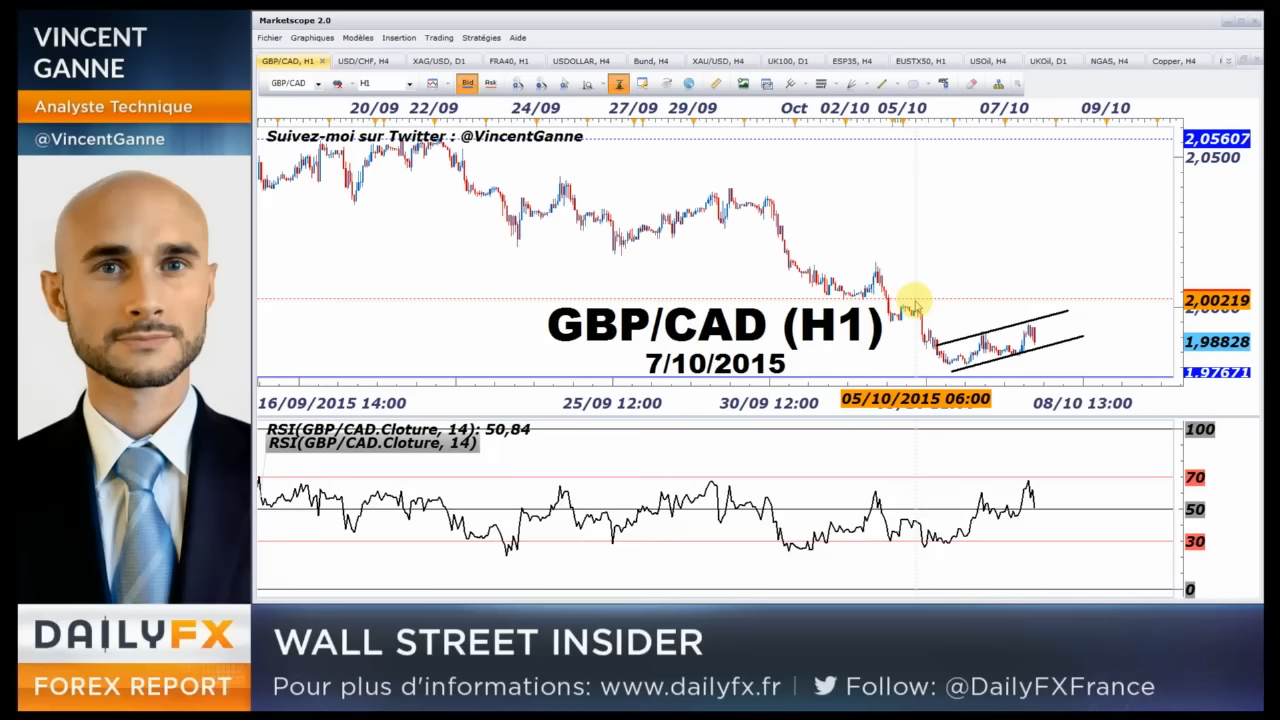 VINCENT
GANNE
Analyste Technique
@VincentGanne
Marketscope 2.0
Fichier Graphiques Modèles Insertion Trading Stratégies Aide
GBP/CAD, H1 USD/CHF, H4 XAG/USD, D1 FRA40, H1 USDOLLAR, H4 Bund, H4 XAU/USD, H4 UK100, D1 ESP35, H4 EUSTX50, H1 USOil, H4 UKOil, D1 NGAS, H4 Copper, H4
GBP/CAD H1 Bid Ask
20/09 22/09 24/09 27/09 29/09 Oct 02/10 05/10 07/10 09/10
Suivez-moi sur Twitter : @VincentGanne
2,05607
2,0500
2,00219
GBP/CAD (H1)
7/10/2015
1,98828
1,97671
16/09/2015 14:00 25/09 12:00 30/09 12:00 05/10/2015 06:00 08/10 13:00
RSI(GBP/CAD.Cloture, 14): 50,84
RSI(GBP/CAD.Cloture, 14)
100
70
50
30
0
DAILYFX
FOREX REPORT
WALL STREET INSIDER
Pour plus d'informations: www.dailyfx.fr | Follow: @DailyFXFrance